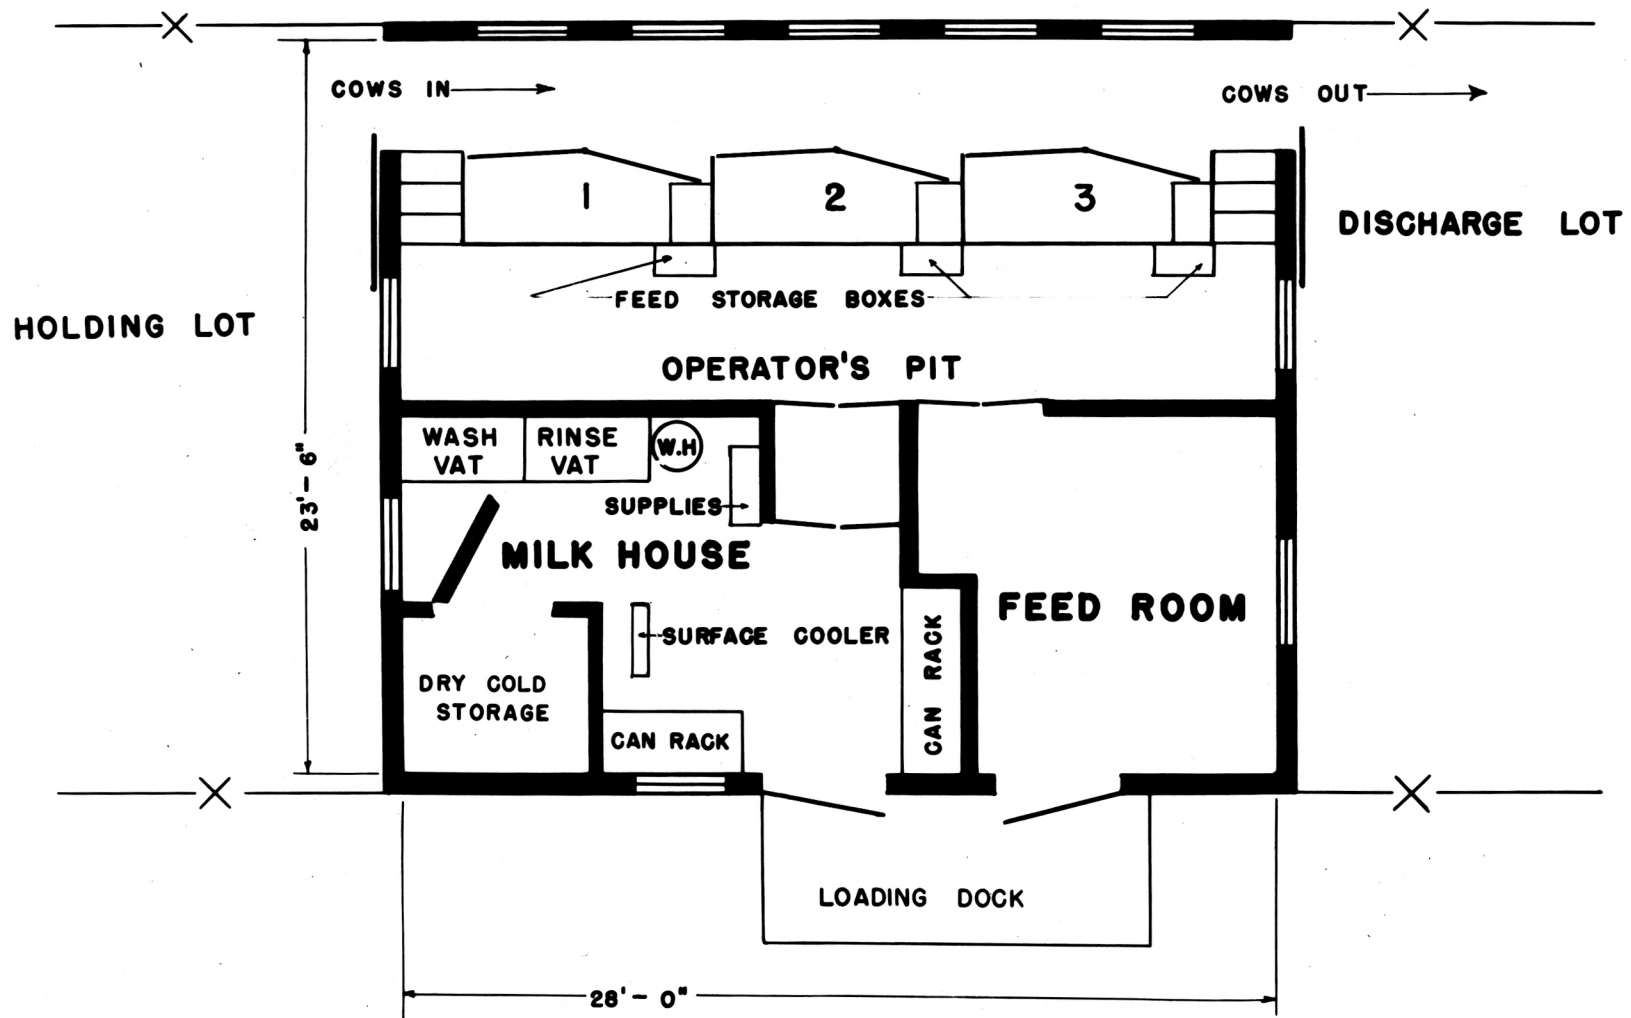 COWS IN
COWS OUT
1
2
3
DISCHARGE LOT
FEED STORAGE BOXES
HOLDING LOT
OPERATOR'S PIT
WASH
VAT
RINSE
VAT
W.H
SUPPLIES
23'-6"
MILK HOUSE
FEED ROOM
SURFACE COOLER
CAN RACK
DRY COLD
STORAGE
CAN RACK
LOADING DOCK
28'-0"